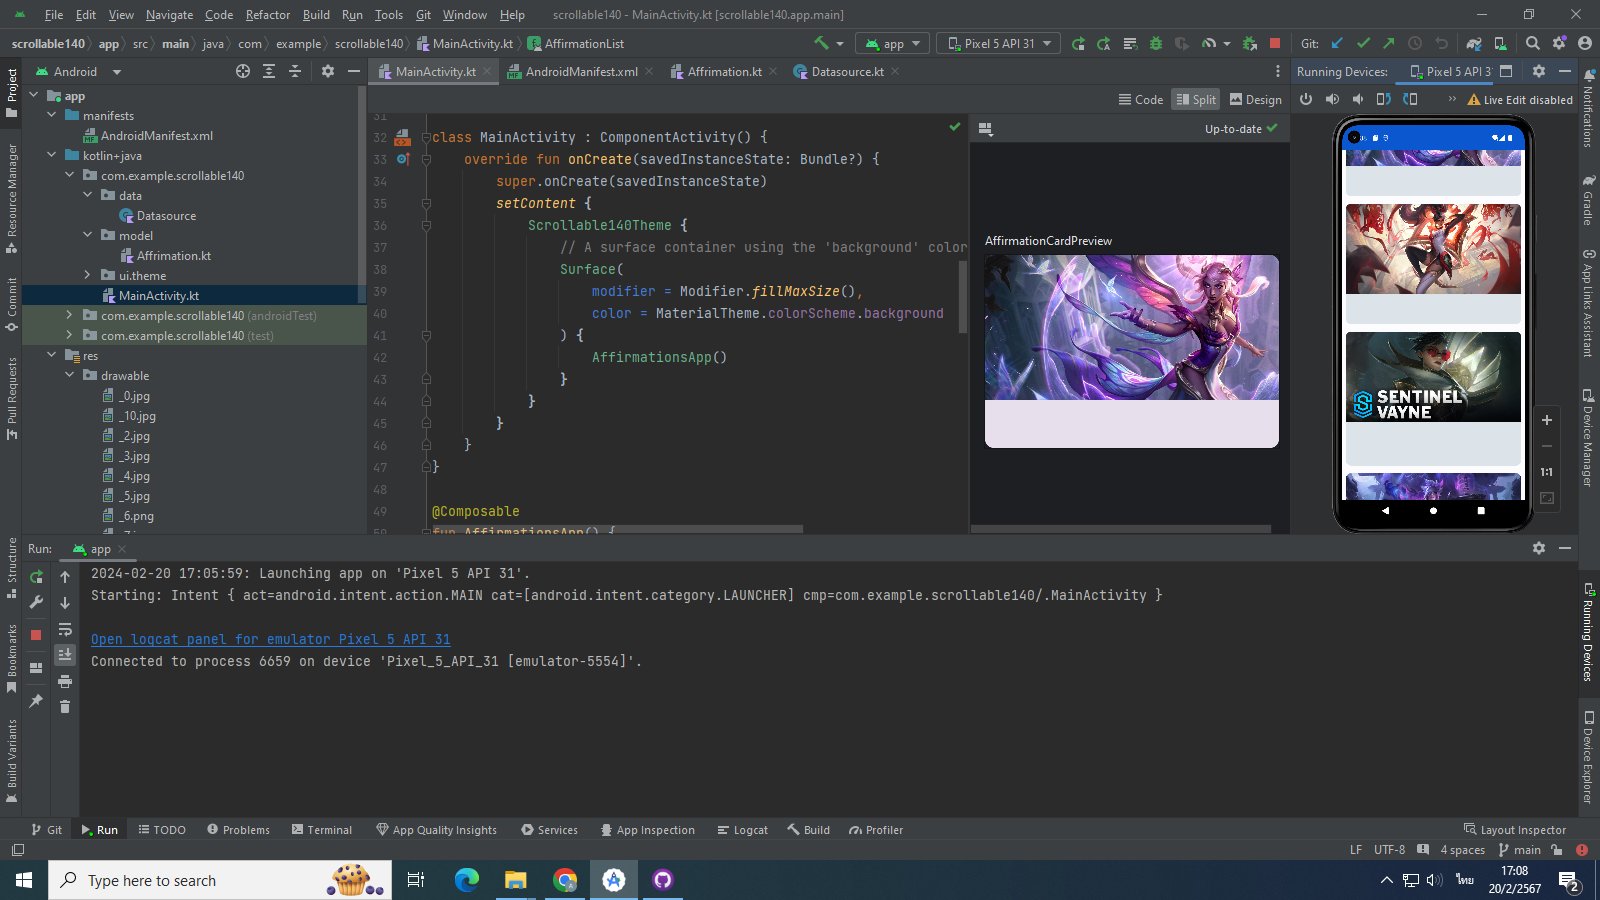 File Edit View Navigate Code Refactor Build Run Tools Git Window Help scrollable140 - MainActivity.kt [scrollable140.app.main]
scrollable140 app src main java com example scrollable140 MainActivity.kt AffirmationList app Pixel 5 API 31 Git:
Project
Android
MainActivity.kt AndroidManifest.xml Affrimation.kt Datasource.kt
Running Devices: Pixel 5 API 3
Code Split Design
Live Edit disabled
app
manifests
AndroidManifest.xml
kotlin+java
com.example.scrollable140
data
Datasource
model
Affrimation.kt
ui.theme
MainActivity.kt
com.example.scrollable140 (androidTest)
com.example.scrollable140 (test)
res
drawable
_0.jpg
_10.jpg
_2.jpg
_3.jpg
_4.jpg
_5.jpg
_6.png
Resource Manager
Commit
Pull Requests
Structure
Bookmarks
Build Variants
31
32 class MainActivity : ComponentActivity() {
33 override fun onCreate(savedInstanceState: Bundle?) {
34 super.onCreate(savedInstanceState)
35 setContent {
36 Scrollable140Theme {
37 // A surface container using the 'background' color
38 Surface(
39 modifier = Modifier.fillMaxSize(),
40 color = MaterialTheme.colorScheme.background
41 ) {
42 AffirmationsApp()
43 }
44 }
45 }
46 }
47 }
48
49 @Composable
50 fun AffirmationsApp() {
Up-to-date
AffirmationCardPreview
SENTINEL
VAYNE
1:1
Notifications
Gradle
App Links Assistant
Device Manager
Running Devices
Device Explorer
Run: app
2024-02-20 17:05:59: Launching app on 'Pixel 5 API 31'.
Starting: Intent { act=android.intent.action.MAIN cat=[android.intent.category.LAUNCHER] cmp=com.example.scrollable140/.MainActivity }
Open logcat panel for emulator Pixel 5 API 31
Connected to process 6659 on device 'Pixel_5_API_31 [emulator-5554]'.
Git Run TODO Problems Terminal App Quality Insights Services App Inspection Logcat Build Profiler Layout Inspector
LF UTF-8 4 spaces main
Type here to search
ไทย
17:08
20/2/2567
2